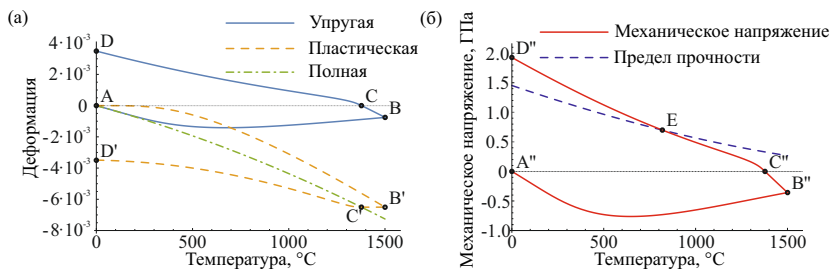 (а)
Упругая
Пластическая
Полная
4·10⁻³
2·10⁻³
0
-2·10⁻³
-4·10⁻³
-6·10⁻³
-8·10⁻³
Деформация
D
A
D'
C
B
B'
C'
0
500
1000
1500
Температура, °C
(б)
Механическое напряжение
Предел прочности
2.0
1.5
1.0
0.5
0
-0.5
1.0
Механическое напряжение, ГПа
D''
E
A''
C''
B''
0
500
1000
1500
Температура, °C